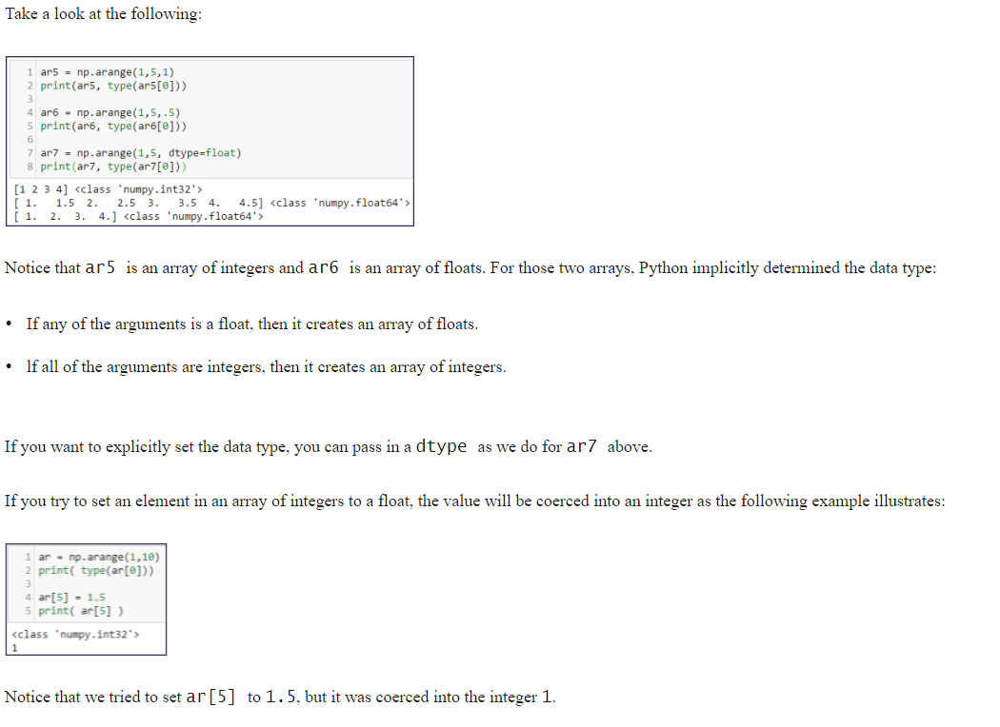 Take a look at the following:
1 ar5 = np.arange(1,5,1)
2 print(ar5, type(ar5[0]))
3
4 ar6 = np.arange(1,5,.5)
5 print(ar6, type(ar6[0]))
6
7 ar7 = np.arange(1,5, dtype=float)
8 print(ar7, type(ar7[0]))
[1 2 3 4] <class 'numpy.int32'>
[ 1.   1.5  2.   2.5  3.   3.5  4.   4.5] <class 'numpy.float64'>
[ 1.  2.  3.  4.] <class 'numpy.float64'>
Notice that ar5 is an array of integers and ar6 is an array of floats. For those two arrays, Python implicitly determined the data type:
• If any of the arguments is a float, then it creates an array of floats.
• If all of the arguments are integers, then it creates an array of integers.
If you want to explicitly set the data type, you can pass in a dtype as we do for ar7 above.
If you try to set an element in an array of integers to a float, the value will be coerced into an integer as the following example illustrates:
1 ar = np.arange(1,10)
2 print( type(ar[0]))
3
4 ar[5] = 1.5
5 print( ar[5] )
<class 'numpy.int32'>
1
Notice that we tried to set ar[5] to 1.5, but it was coerced into the integer 1.